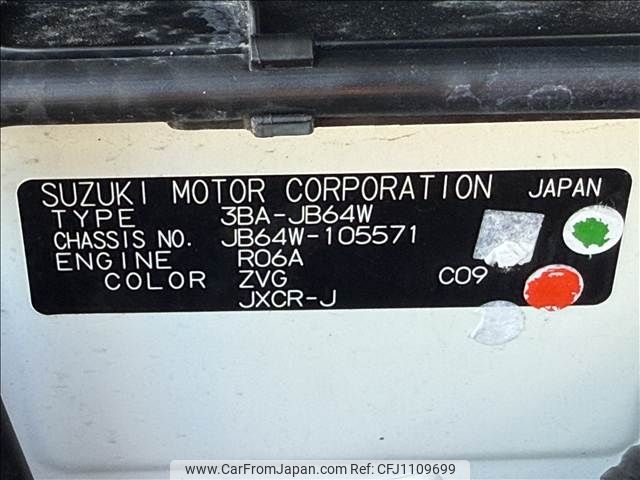 SUZUKI MOTOR CORPORATION JAPAN
TYPE 3BA-JB64W
CHASSIS NO. JB64W-105571
ENGINE R06A
COLOR ZVG C09
JXCR-J
www.CarFromJapan.com REF No. CFJ1109699